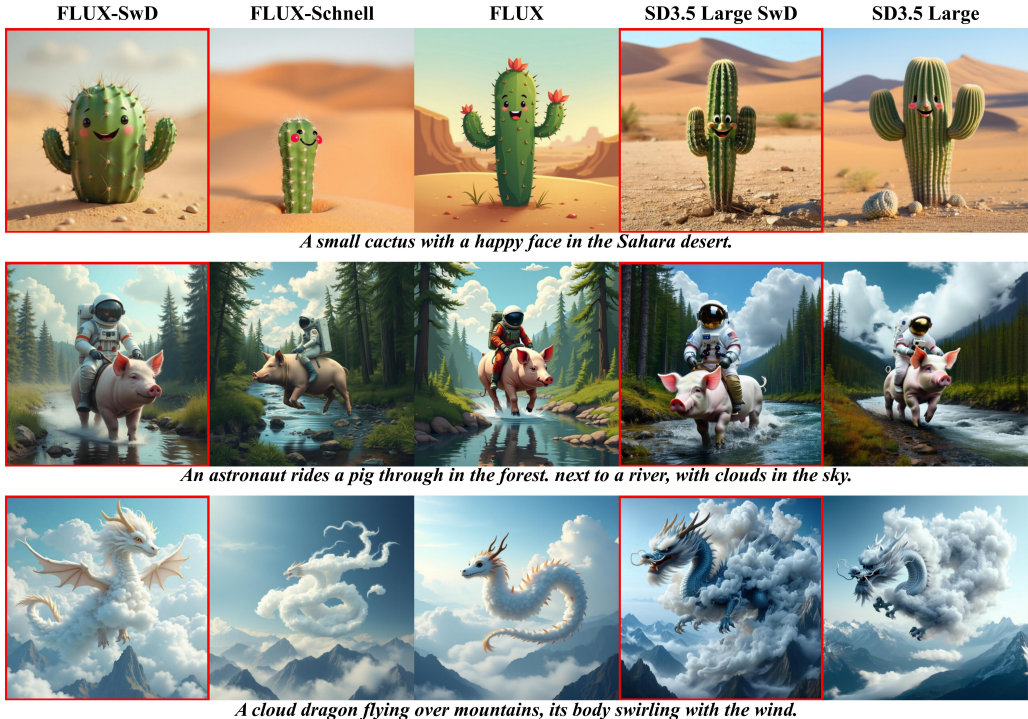 FLUX-SwD FLUX-Schnell FLUX SD3.5 Large SwD SD3.5 Large
A small cactus with a happy face in the Sahara desert.
An astronaut rides a pig through in the forest. next to a river, with clouds in the sky.
A cloud dragon flying over mountains, its body swirling with the wind.